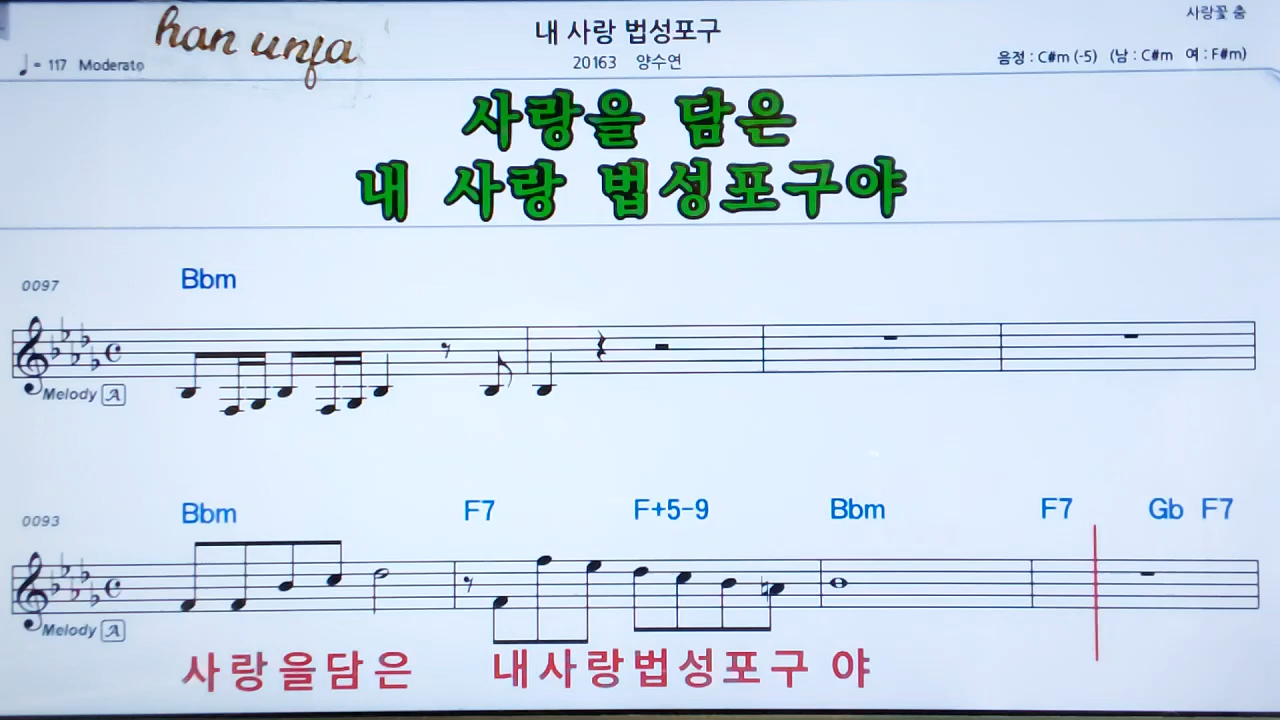 han unja
내 사랑 법성포구
사랑꽃 춤
♩= 117 Moderato
20163 양수연
음정 : C#m (-5) (남 : C#m 여 : F#m)
사랑을 담은
내 사랑 법성포구야
0097
Bbm
Melody A
0093
Bbm F7 F+5-9 Bbm F7 Gb F7
Melody A
사랑을담은 내사랑법성포구 야